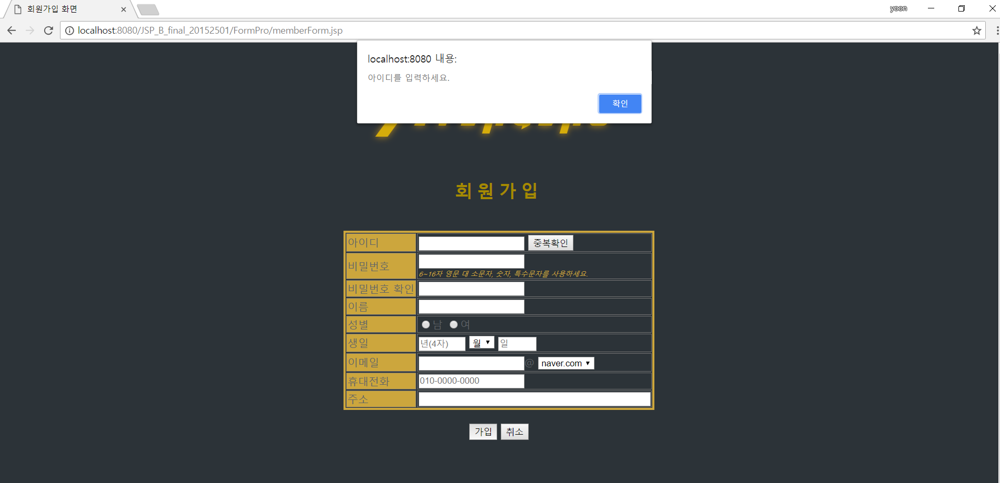 회원가입 화면
yoon
localhost:8080/JSP_B_final_20152501/FormPro/memberForm.jsp
localhost:8080 내용:
아이디를 입력하세요.
확인
회 원 가 입
아이디 중복확인
비밀번호
6~16자 영문 대 소문자, 숫자, 특수문자를 사용하세요.
비밀번호 확인
이름
성별 남 여
생일 년(4자) 월 일
이메일 @ naver.com
휴대전화 010-0000-0000
주소
가입 취소